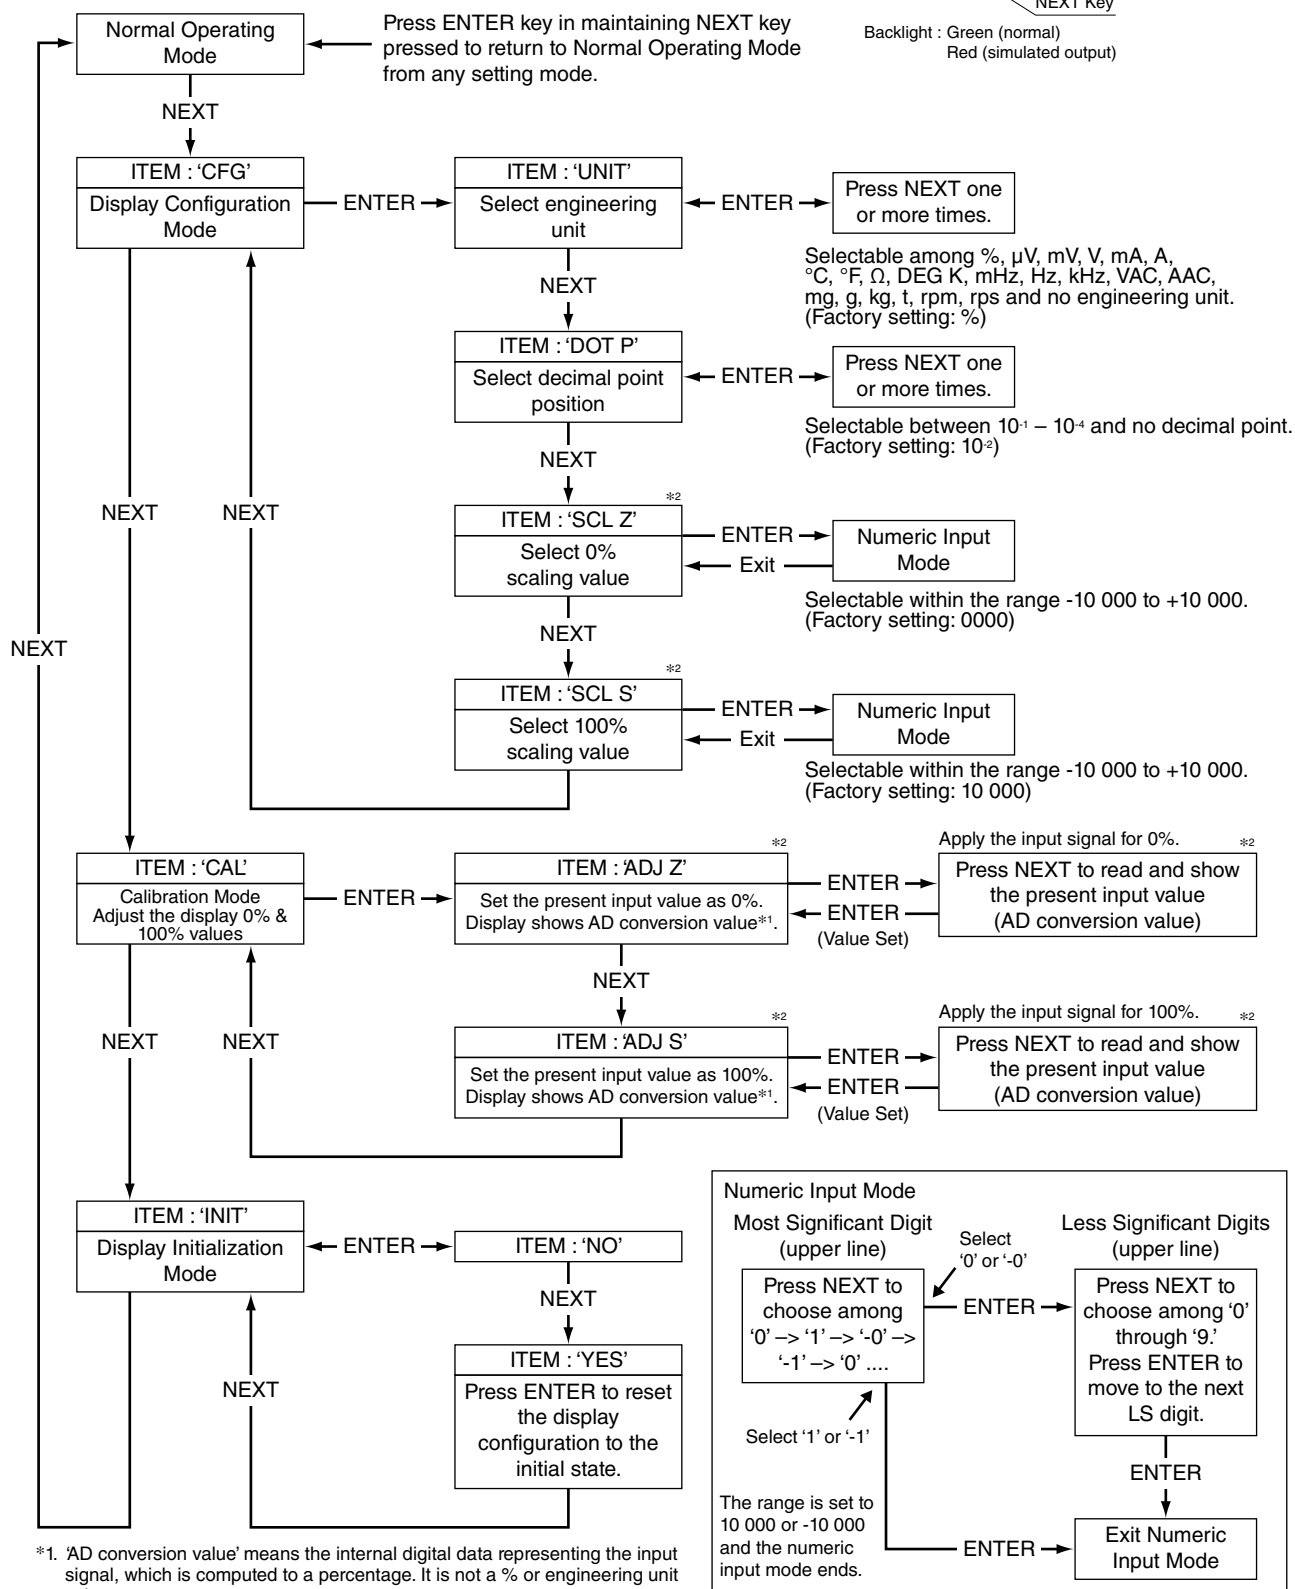 NEXT Key
Backlight : Green (normal)
Red (simulated output)
Normal Operating
Mode
Press ENTER key in maintaining NEXT key
pressed to return to Normal Operating Mode
from any setting mode.
NEXT
ITEM : 'CFG'
Display Configuration
Mode
ENTER
ITEM : 'UNIT'
Select engineering
unit
ENTER
Press NEXT one
or more times.
Selectable among %, µV, mV, V, mA, A,
°C, °F, Ω, DEG K, mHz, Hz, kHz, VAC, AAC,
mg, g, kg, t, rpm, rps and no engineering unit.
(Factory setting: %)
NEXT
ITEM : 'DOT P'
Select decimal point
position
ENTER
Press NEXT one
or more times.
Selectable between 10-1 – 10-4 and no decimal point.
(Factory setting: 10-2)
NEXT
*2
ITEM : 'SCL Z'
Select 0%
scaling value
ENTER
Exit
Numeric Input
Mode
Selectable within the range -10 000 to +10 000.
(Factory setting: 0000)
NEXT
NEXT
NEXT
NEXT
*2
ITEM : 'SCL S'
Select 100%
scaling value
ENTER
Exit
Numeric Input
Mode
Selectable within the range -10 000 to +10 000.
(Factory setting: 10 000)
ITEM : 'CAL'
Calibration Mode
Adjust the display 0% &
100% values
ENTER
*2
ITEM : 'ADJ Z'
Set the present input value as 0%.
Display shows AD conversion value*1.
ENTER
ENTER
(Value Set)
Apply the input signal for 0%.
*2
Press NEXT to read and show
the present input value
(AD conversion value)
NEXT
NEXT
NEXT
*2
ITEM : 'ADJ S'
Set the present input value as 100%.
Display shows AD conversion value*1.
ENTER
ENTER
(Value Set)
Apply the input signal for 100%.
*2
Press NEXT to read and show
the present input value
(AD conversion value)
ITEM : 'INIT'
Display Initialization
Mode
ENTER
ITEM : 'NO'
NEXT
ITEM : 'YES'
Press ENTER to reset
the display
configuration to the
initial state.
NEXT
Numeric Input Mode
Most Significant Digit
(upper line)
Press NEXT to
choose among
'0' –> '1' –> '-0' –>
'-1' –> '0' ....
Select
'0' or '-0'
ENTER
Less Significant Digits
(upper line)
Press NEXT to
choose among '0'
through '9.'
Press ENTER to
move to the next
LS digit.
Select '1' or '-1'
ENTER
The range is set to
10 000 or -10 000
and the numeric
input mode ends.
ENTER
Exit Numeric
Input Mode
*1. 'AD conversion value' means the internal digital data representing the input
signal, which is computed to a percentage. It is not a % or engineering unit